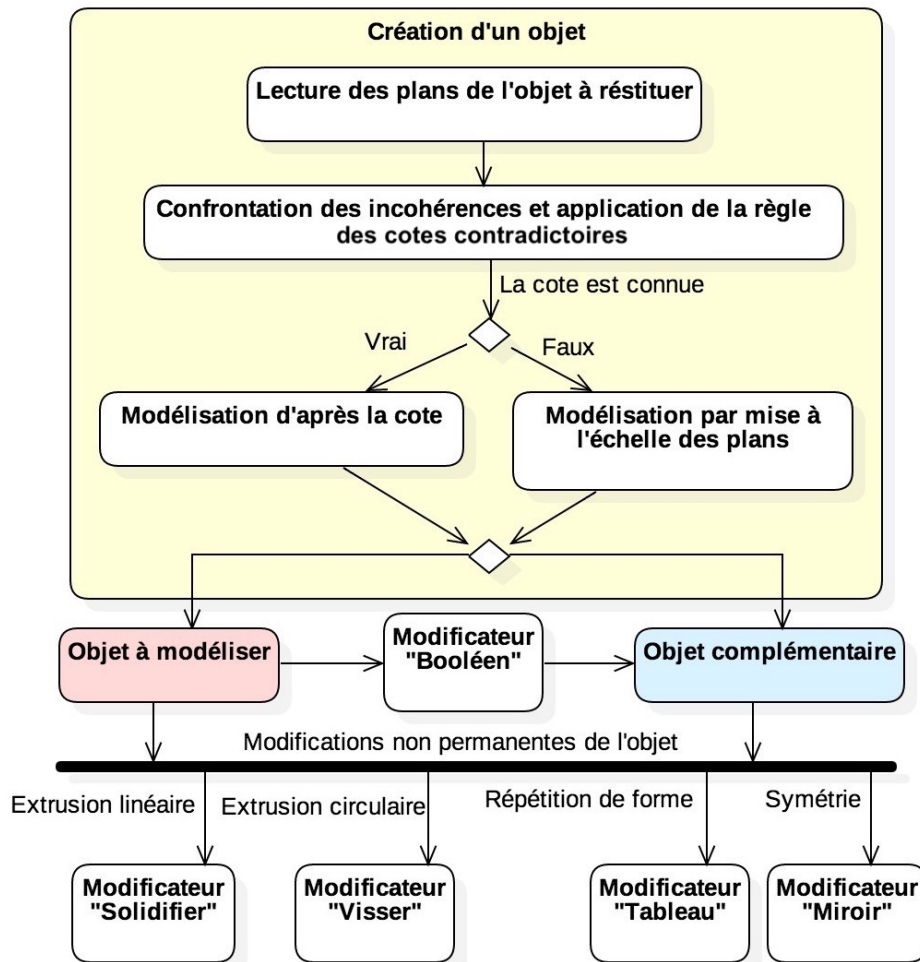 Création d'un objet
Lecture des plans de l'objet à réstituer
Confrontation des incohérences et application de la règle
des cotes contradictoires
La cote est connue
Vrai
Faux
Modélisation d'après la cote
Modélisation par mise à
l'échelle des plans
Objet à modéliser
Modificateur
"Booléen"
Objet complémentaire
Modifications non permanentes de l'objet
Extrusion linéaire
Extrusion circulaire
Répétition de forme
Symétrie
Modificateur
"Solidifier"
Modificateur
"Visser"
Modificateur
"Tableau"
Modificateur
"Miroir"